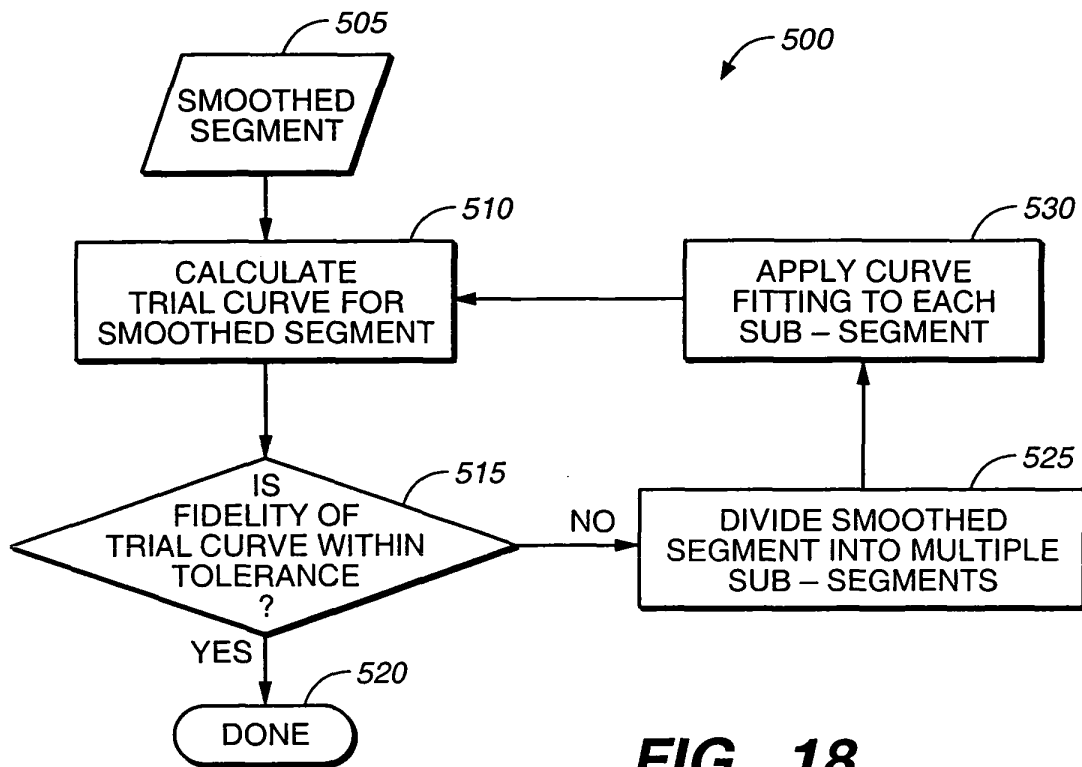 505
500
SMOOTHED
SEGMENT
510
CALCULATE
TRIAL CURVE FOR
SMOOTHED SEGMENT
530
APPLY CURVE
FITTING TO EACH
SUB – SEGMENT
515
IS
FIDELITY OF
TRIAL CURVE WITHIN
TOLERANCE
?
NO
525
DIVIDE SMOOTHED
SEGMENT INTO MULTIPLE
SUB – SEGMENTS
YES
520
DONE
FIG._18